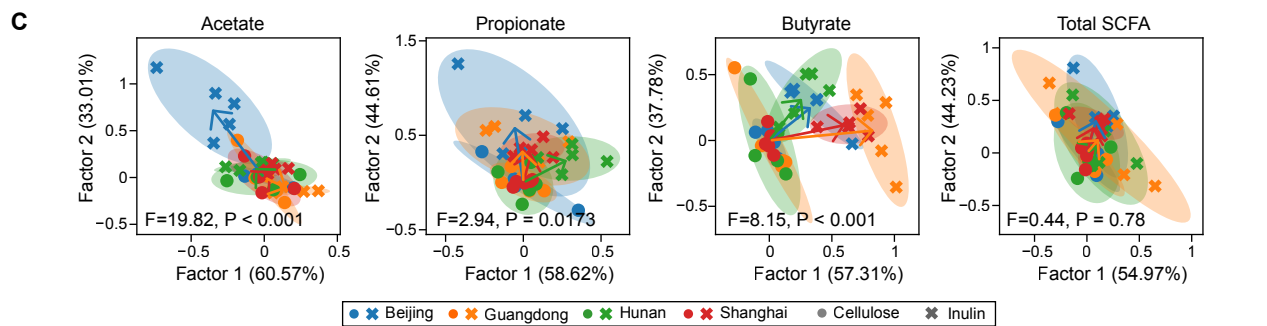 C
Acetate
Propionate
Butyrate
Total SCFA
Factor 2 (33.01%)
1
0.5
0
−0.5
F=19.82, P < 0.001
−0.5
0
0.5
Factor 1 (60.57%)
Factor 2 (44.61%)
1.5
0.5
−0.5
F=2.94, P = 0.0173
−0.5
0
0.5
Factor 1 (58.62%)
Factor 2 (37.78%)
0.5
0
−0.5
F=8.15, P < 0.001
0
0.5
1
Factor 1 (57.31%)
Factor 2 (44.23%)
1
0.5
0
−0.5
F=0.44, P = 0.78
−0.5
0
0.5
1
Factor 1 (54.97%)
Beijing Guangdong Hunan Shanghai Cellulose Inulin